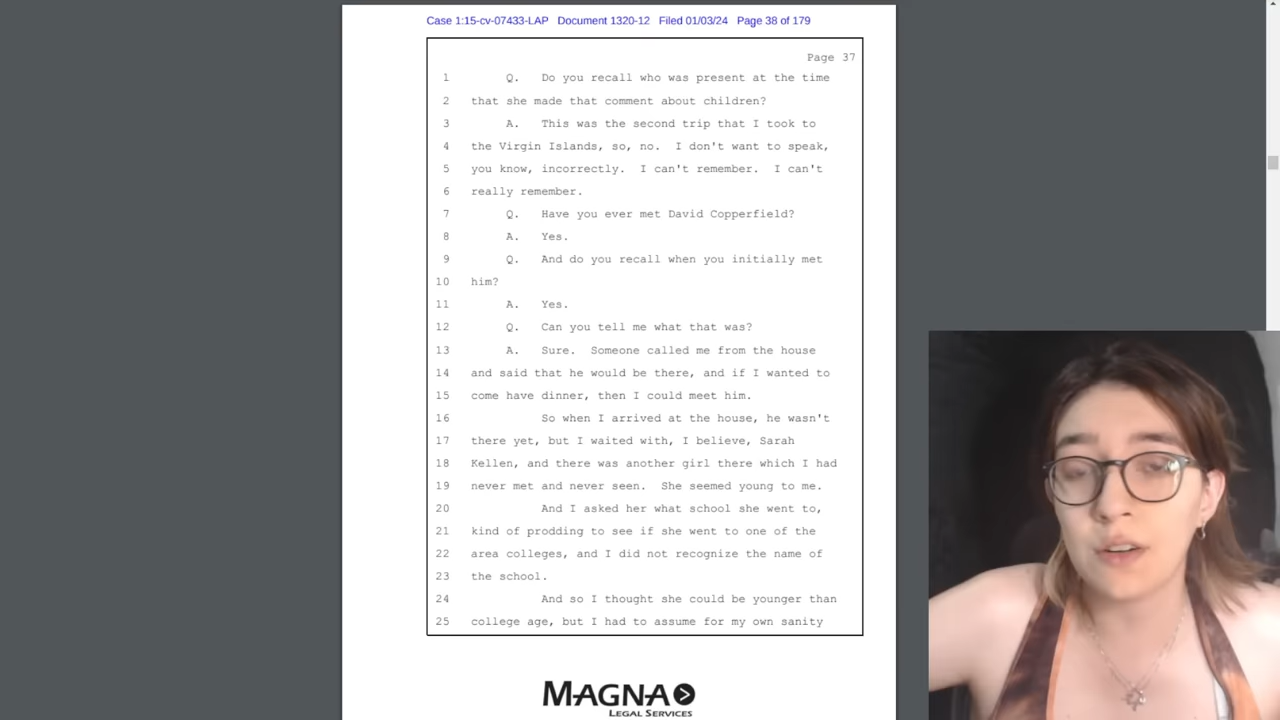 Case 1:15-cv-07433-LAP Document 1320-12 Filed 01/03/24 Page 38 of 179
Page 37
1 Q. Do you recall who was present at the time
2 that she made that comment about children?
3 A. This was the second trip that I took to
4 the Virgin Islands, so, no. I don't want to speak,
5 you know, incorrectly. I can't remember. I can't
6 really remember.
7 Q. Have you ever met David Copperfield?
8 A. Yes.
9 Q. And do you recall when you initially met
10 him?
11 A. Yes.
12 Q. Can you tell me what that was?
13 A. Sure. Someone called me from the house
14 and said that he would be there, and if I wanted to
15 come have dinner, then I could meet him.
16 So when I arrived at the house, he wasn't
17 there yet, but I waited with, I believe, Sarah
18 Kellen, and there was another girl there which I had
19 never met and never seen. She seemed young to me.
20 And I asked her what school she went to,
21 kind of prodding to see if she went to one of the
22 area colleges, and I did not recognize the name of
23 the school.
24 And so I thought she could be younger than
25 college age, but I had to assume for my own sanity
MAGNA
LEGAL SERVICES